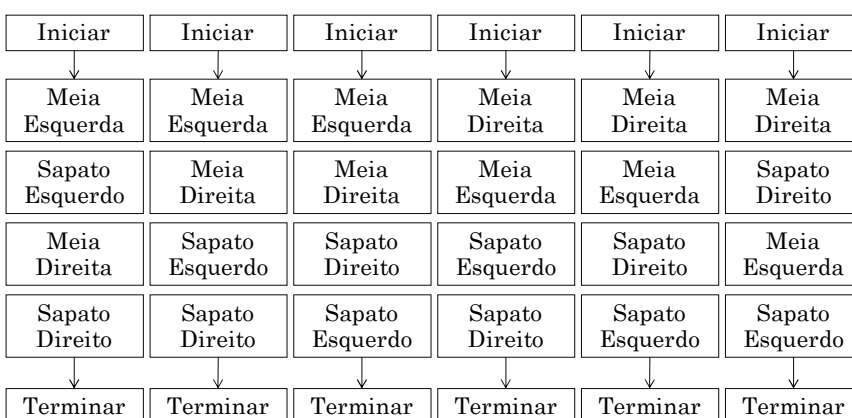 Iniciar Iniciar Iniciar Iniciar Iniciar Iniciar
Meia Meia Meia Meia Meia Meia
Esquerda Esquerda Esquerda Direita Direita Direita
Sapato Meia Meia Meia Meia Sapato
Esquerdo Direita Direita Esquerda Esquerda Direito
Meia Sapato Sapato Sapato Sapato Meia
Direita Esquerdo Direito Esquerdo Direito Esquerda
Sapato Sapato Sapato Sapato Sapato Sapato
Direito Direito Esquerdo Direito Esquerdo Esquerdo
Terminar Terminar Terminar Terminar Terminar Terminar